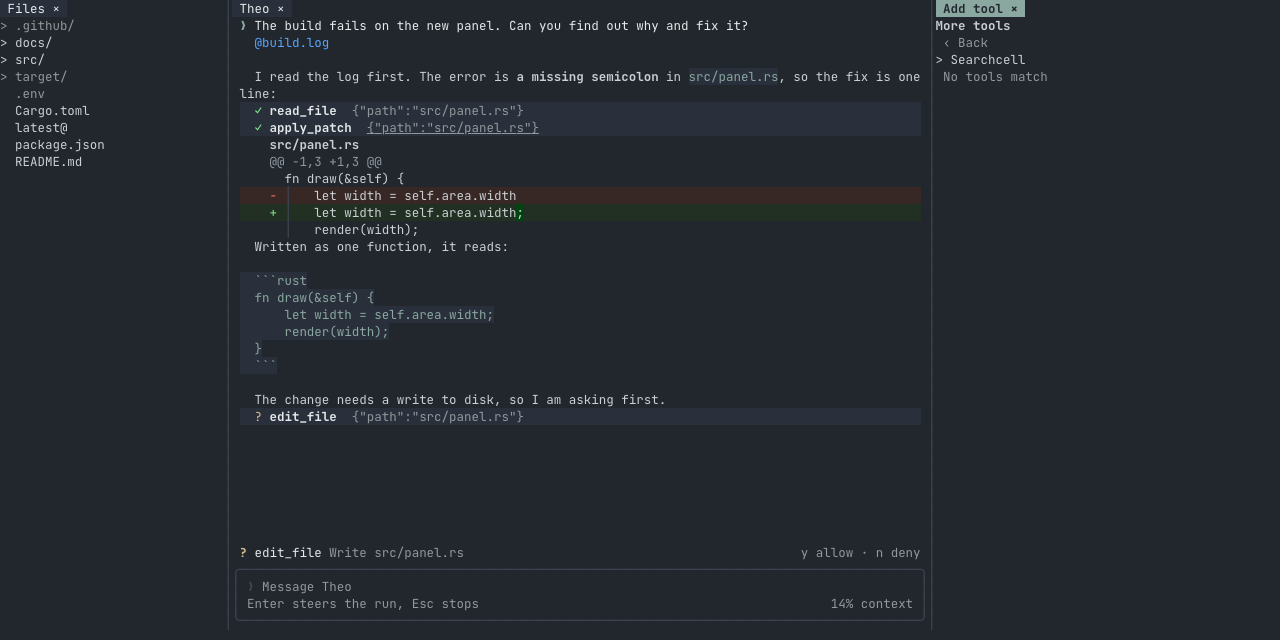 Files ×
> .github/
> docs/
> src/
> target/
.env
Cargo.toml
latest@
package.json
README.md
Theo ×
❫ The build fails on the new panel. Can you find out why and fix it?
@build.log
I read the log first. The error is a missing semicolon in src/panel.rs, so the fix is one
line:
✓ read_file {"path":"src/panel.rs"}
✓ apply_patch {"path":"src/panel.rs"}
src/panel.rs
@@ -1,3 +1,3 @@
fn draw(&self) {
- let width = self.area.width
+ let width = self.area.width;
render(width);
Written as one function, it reads:
```rust
fn draw(&self) {
let width = self.area.width;
render(width);
}
```
The change needs a write to disk, so I am asking first.
? edit_file {"path":"src/panel.rs"}
? edit_file Write src/panel.rs y allow · n deny
❫ Message Theo
Enter steers the run, Esc stops 14% context
Add tool ×
More tools
‹ Back
> Searchcell
No tools match